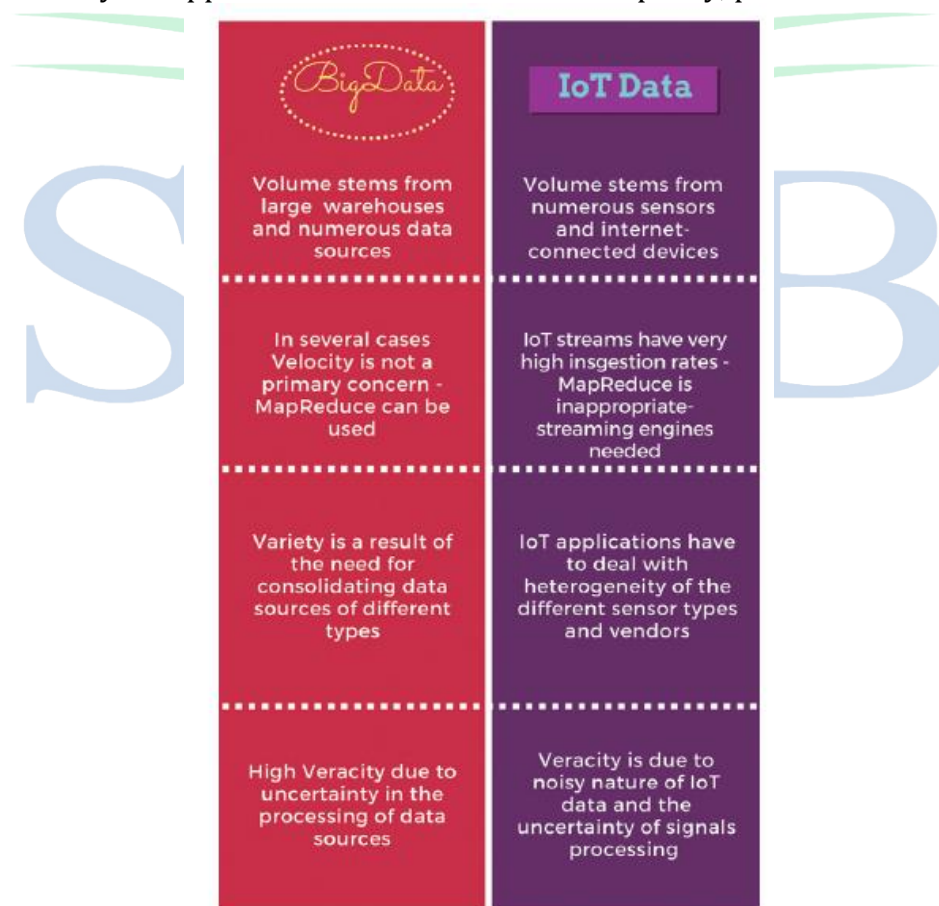 BigData
IoT Data
Volume stems from
large warehouses
and numerous data
sources
Volume stems from
numerous sensors
and internet-
connected devices
In several cases
Velocity is not a
primary concern -
MapReduce can be
used
IoT streams have very
high insgestion rates -
MapReduce is
inappropriate-
streaming engines
needed
Variety is a result of
the need for
consolidating data
sources of different
types
IoT applications have
to deal with
heterogeneity of the
different sensor types
and vendors
High Veracity due to
uncertainty in the
processing of data
sources
Veracity is due to
noisy nature of IoT
data and the
uncertainty of signals
processing
S
B